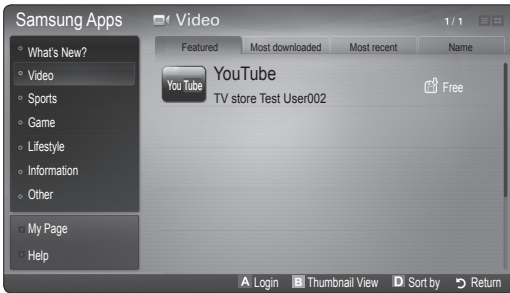 Samsung Apps
Video
1/1
What's New?
Video
Sports
Game
Lifestyle
Information
Other
My Page
Help
Featured
Most downloaded
Most recent
Name
You Tube
YouTube
TV store Test User002
Free
A Login
B Thumbnail View
D Sort by
Return